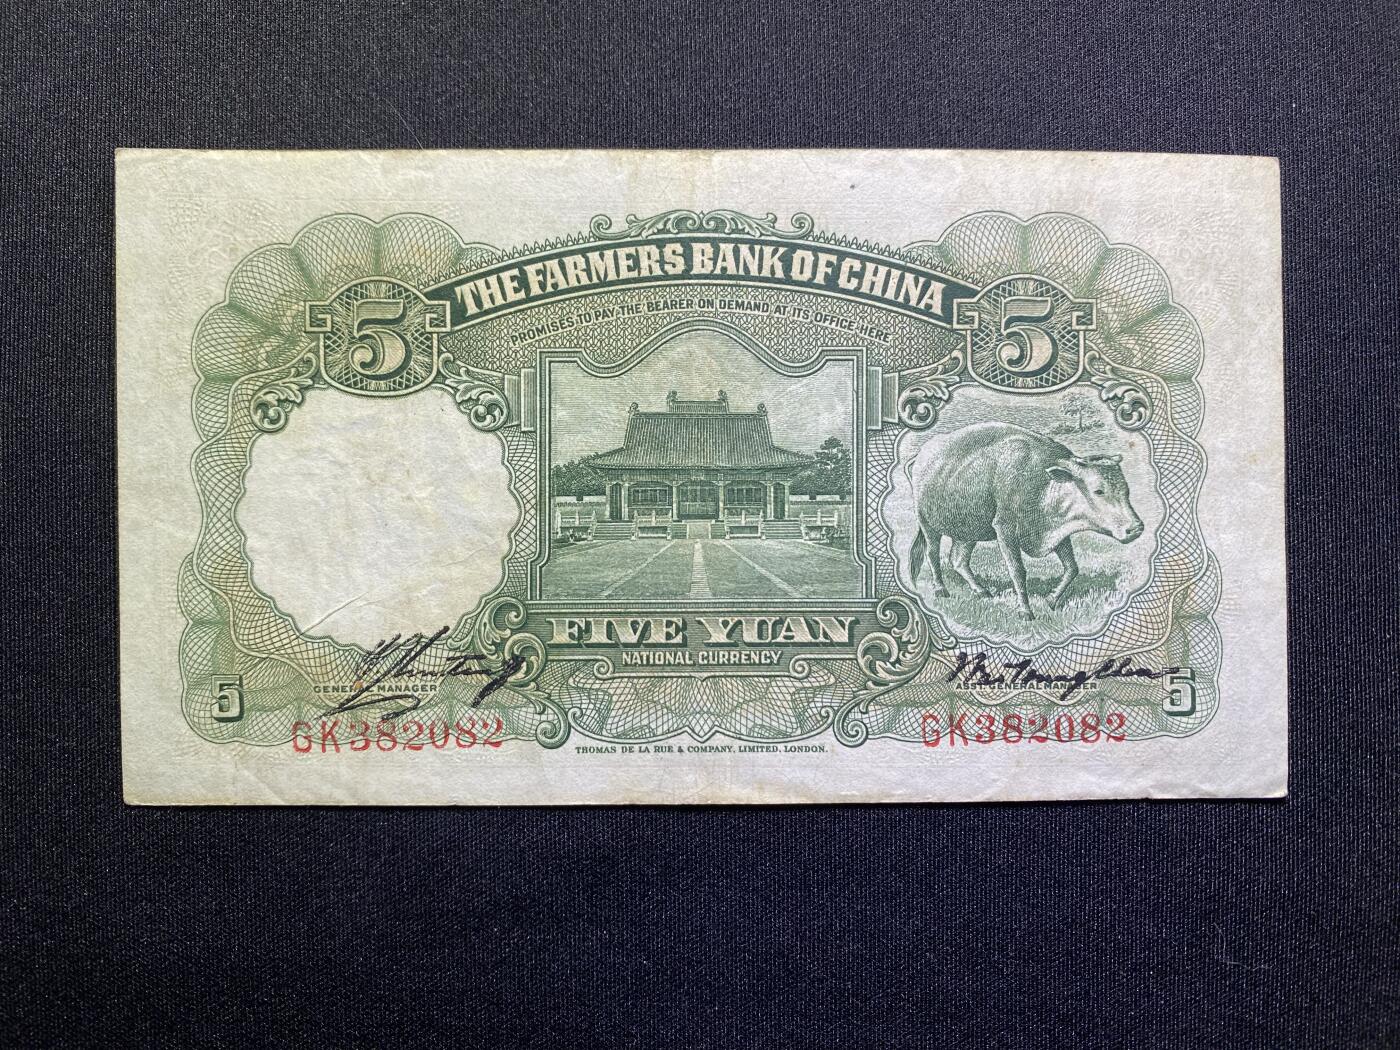 THE FARMERS BANK OF CHINA
PROMISES TO PAY THE BEARER ON DEMAND AT ITS OFFICE HERE
5
5
FIVE YUAN
NATIONAL CURRENCY
GENERAL MANAGER
ASST. GENERAL MANAGER
5
5
GK382082
GK382082
THOMAS DE LA RUE & COMPANY, LIMITED, LONDON.